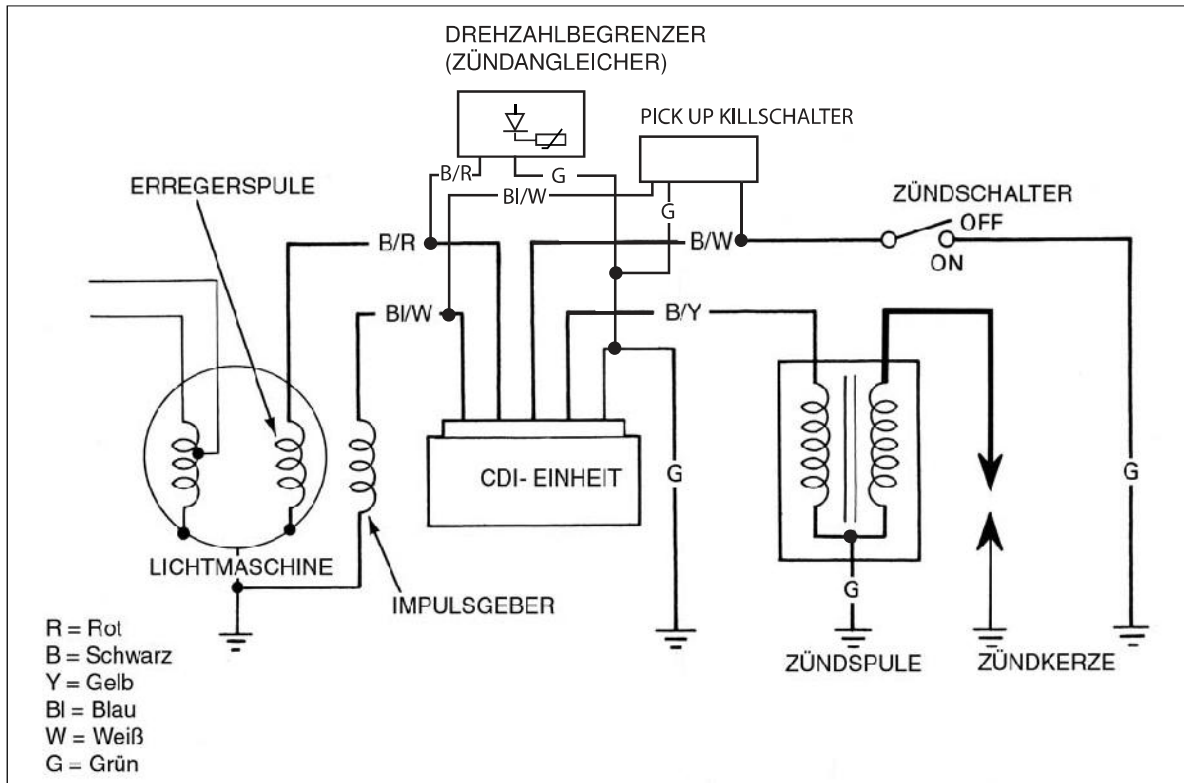 DREHZAHLBEGRENZER
(ZÜNDANGLEICHER)
PICK UP KILLSCHALTER
B/R
G
ERREGERSPULE
Bl/W
G
ZÜNDSCHALTER
OFF
B/R
B/W
ON
Bl/W
B/Y
CDI- EINHEIT
G
G
LICHTMASCHINE
IMPULSGEBER
G
ZÜNDSPULE
ZÜNDKERZE
R = Rot
B = Schwarz
Y = Gelb
Bl = Blau
W = Weiß
G = Grün